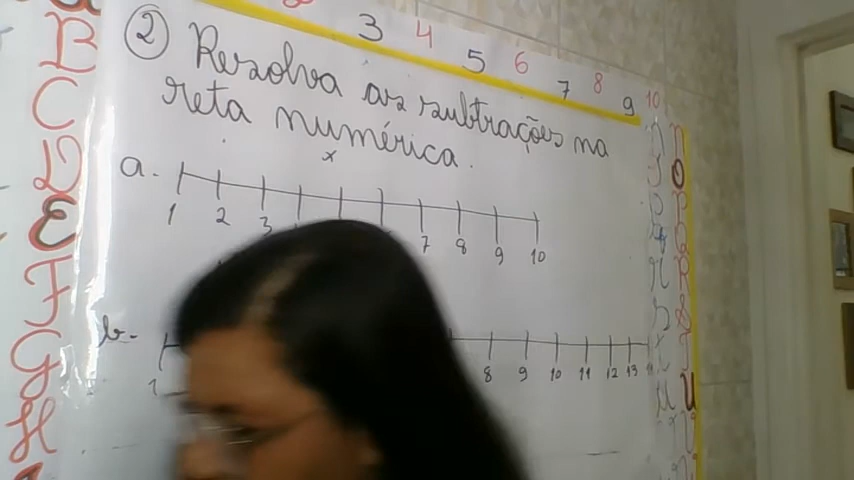 3 4 5 6 7 8 9 10
② Resolva as subtrações na
reta numérica.
x
a.
1 2 3 7 8 9 10
b.
1 8 9 10 11 12 13
B
C
D
E
F
G
H